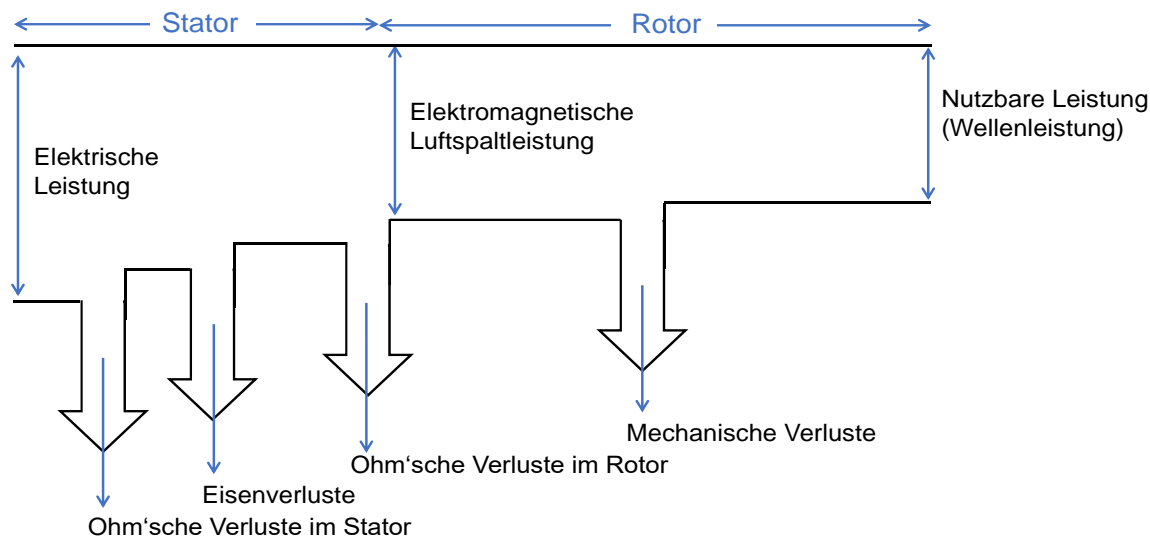 Stator
Rotor
Elektrische
Leistung
Elektromagnetische
Luftspaltleistung
Nutzbare Leistung
(Wellenleistung)
Mechanische Verluste
Ohm‘sche Verluste im Rotor
Eisenverluste
Ohm‘sche Verluste im Stator